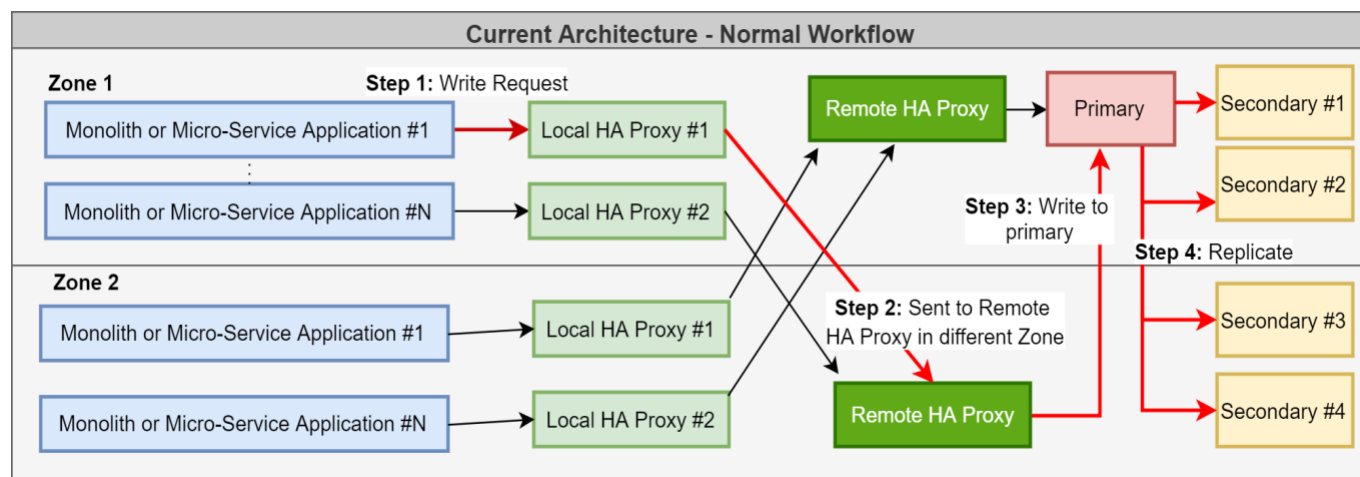 Current Architecture - Normal Workflow
Zone 1
Step 1: Write Request
Monolith or Micro-Service Application #1
Local HA Proxy #1
Remote HA Proxy
Primary
Secondary #1
Monolith or Micro-Service Application #N
Local HA Proxy #2
Secondary #2
Step 3: Write to
primary
Step 4: Replicate
Zone 2
Monolith or Micro-Service Application #1
Local HA Proxy #1
Step 2: Sent to Remote
HA Proxy in different Zone
Secondary #3
Monolith or Micro-Service Application #N
Local HA Proxy #2
Remote HA Proxy
Secondary #4